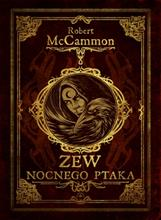 Robert
McCammon
ZEW
NOCNEGO PTAKA